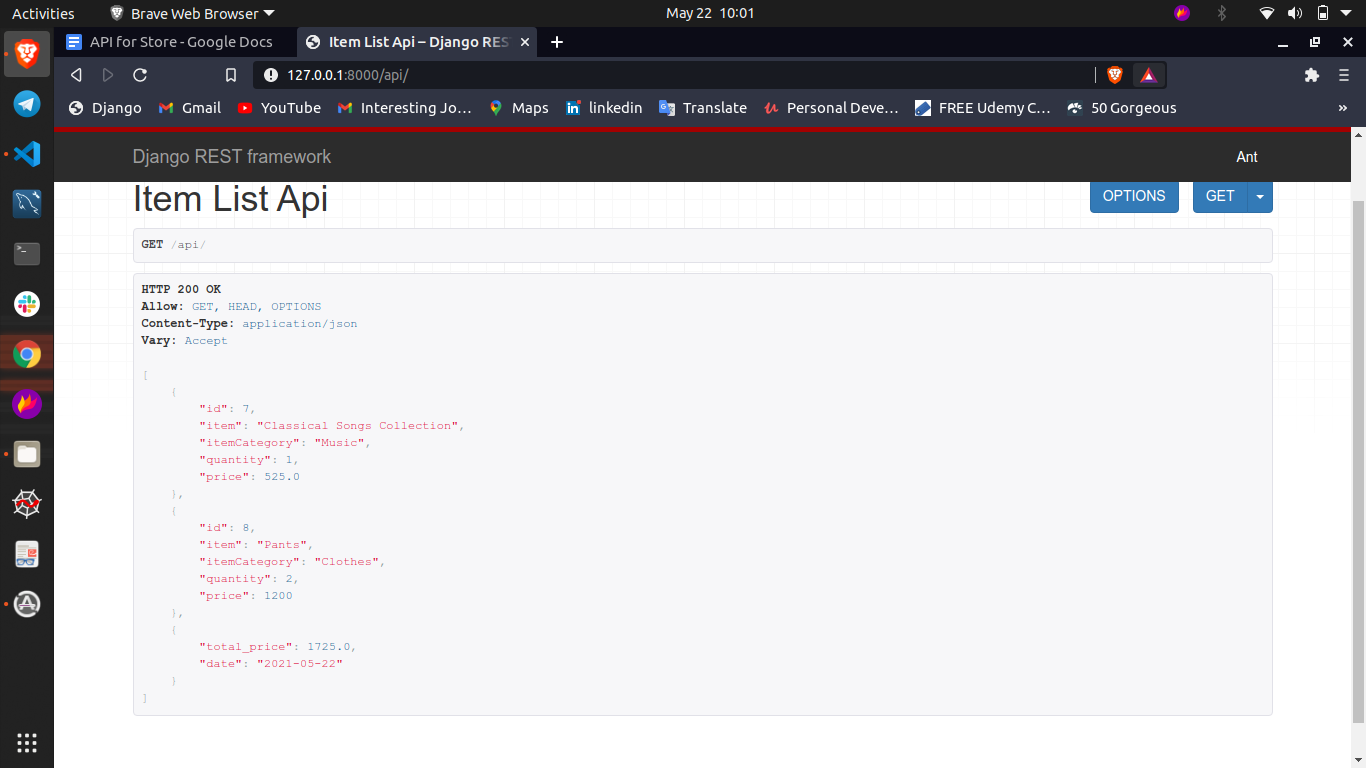 Activities Brave Web Browser May 22 10:01
API for Store - Google Docs Item List Api – Django RES
127.0.0.1:8000/api/
Django Gmail YouTube Interesting Jo… Maps linkedin Translate Personal Deve… FREE Udemy C… 50 Gorgeous »
Django REST framework Ant
Item List Api OPTIONS GET
GET /api/
HTTP 200 OK
Allow: GET, HEAD, OPTIONS
Content-Type: application/json
Vary: Accept
[
{
"id": 7,
"item": "Classical Songs Collection",
"itemCategory": "Music",
"quantity": 1,
"price": 525.0
},
{
"id": 8,
"item": "Pants",
"itemCategory": "Clothes",
"quantity": 2,
"price": 1200
},
{
"total_price": 1725.0,
"date": "2021-05-22"
}
]